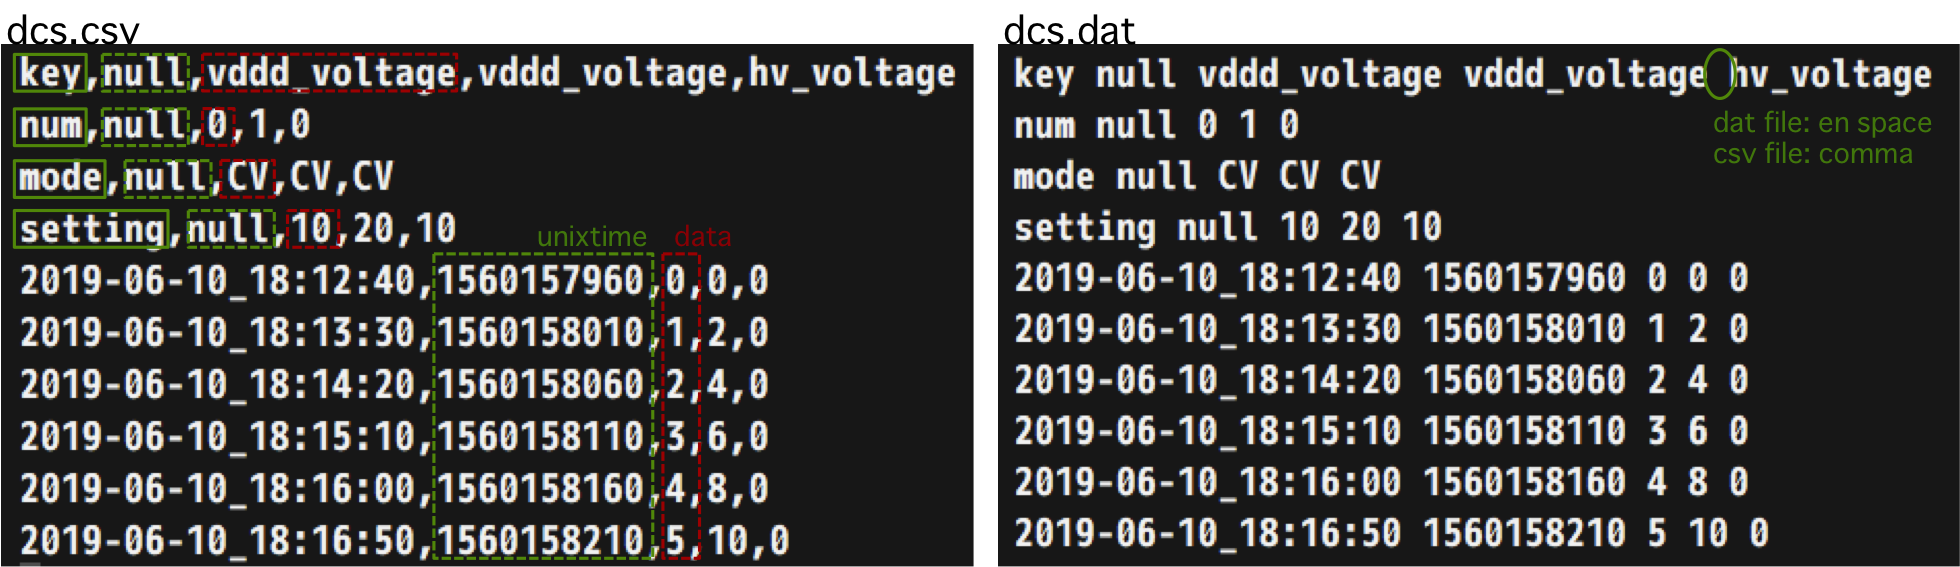 dcs.csv
key,null,vddd_voltage,vddd_voltage,hv_voltage
num,null,0,1,0
mode,null,CV,CV,CV
setting,null,10,20,10
unixtime data
2019-06-10_18:12:40,1560157960,0,0,0
2019-06-10_18:13:30,1560158010,1,2,0
2019-06-10_18:14:20,1560158060,2,4,0
2019-06-10_18:15:10,1560158110,3,6,0
2019-06-10_18:16:00,1560158160,4,8,0
2019-06-10_18:16:50,1560158210,5,10,0
dcs.dat
key null vddd_voltage vddd_voltage hv_voltage
dat file: en space
csv file: comma
num null 0 1 0
mode null CV CV CV
setting null 10 20 10
2019-06-10_18:12:40 1560157960 0 0 0
2019-06-10_18:13:30 1560158010 1 2 0
2019-06-10_18:14:20 1560158060 2 4 0
2019-06-10_18:15:10 1560158110 3 6 0
2019-06-10_18:16:00 1560158160 4 8 0
2019-06-10_18:16:50 1560158210 5 10 0